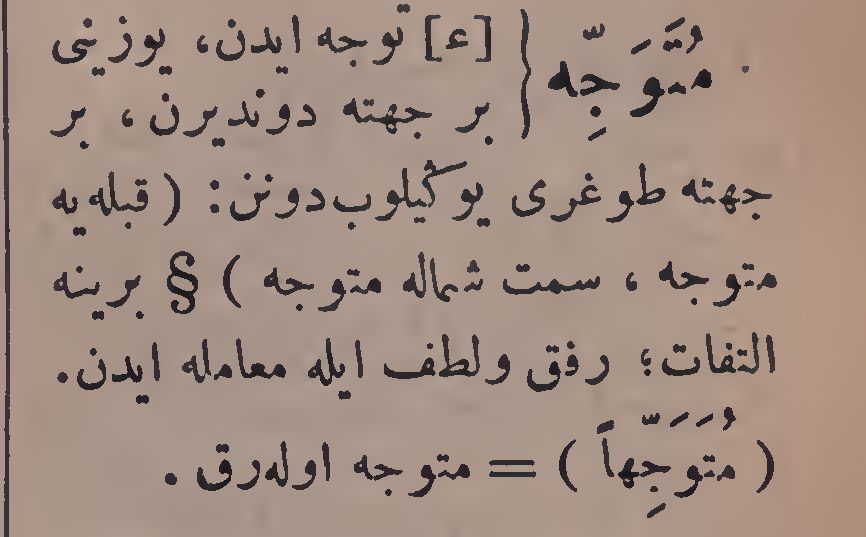 مُتَوَجِّه } [ع] توجه ایدن، یوزینی
بر جهته دوندیرن، بر
جهته طوغری یوکیلوب دونن: (قبله‌یه
متوجه، سمت شماله متوجه) § برینه
التفات؛ رفق ولطف ایله معامله ایدن.
(مُتَوَجِّهاً) = متوجه اوله‌رق.